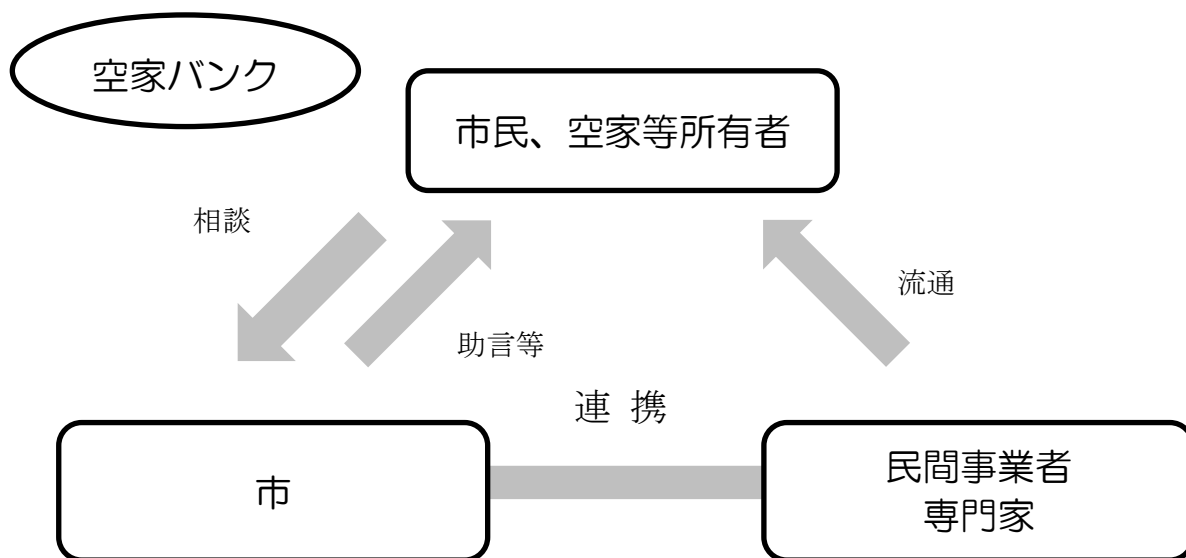 空家バンク
市民、空家等所有者
相談
流通
助言等
連 携
市
民間事業者
専門家